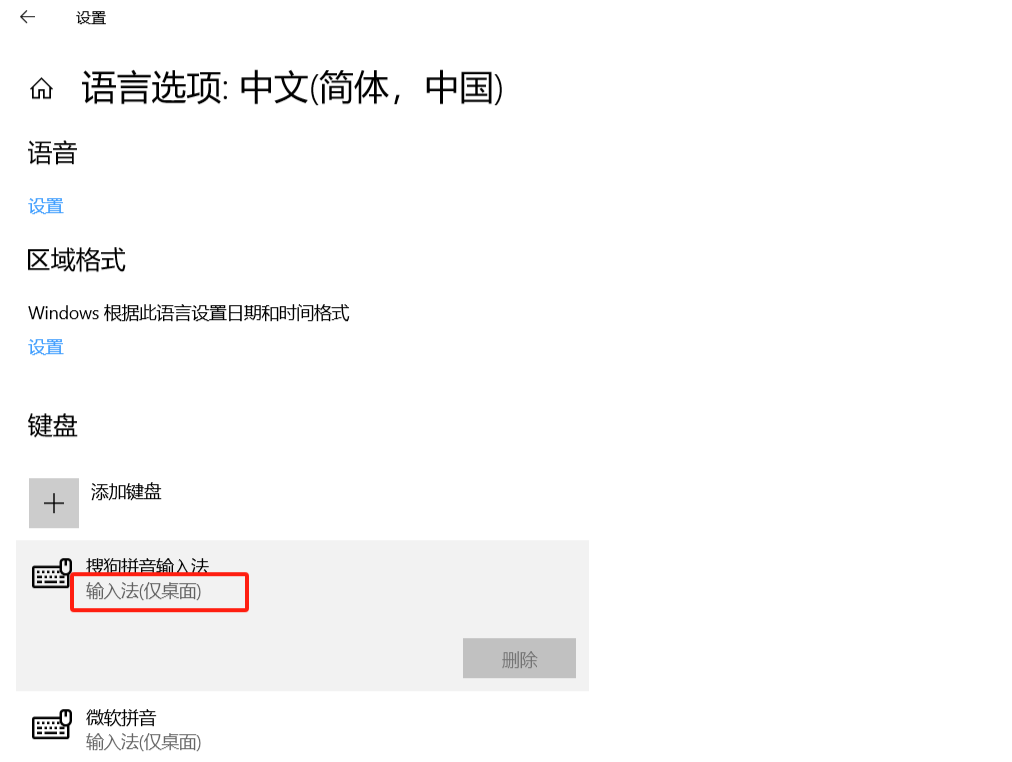 设置
语言选项: 中文(简体，中国)
语音
设置
区域格式
Windows 根据此语言设置日期和时间格式
设置
键盘
添加键盘
搜狗拼音输入法
输入法(仅桌面)
删除
微软拼音
输入法(仅桌面)